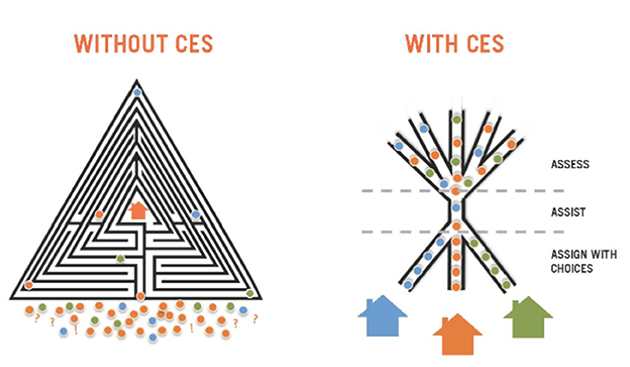 WITHOUT CES
WITH CES
ASSESS
ASSIST
ASSIGN WITH
CHOICES
? ? ? ! ? ?